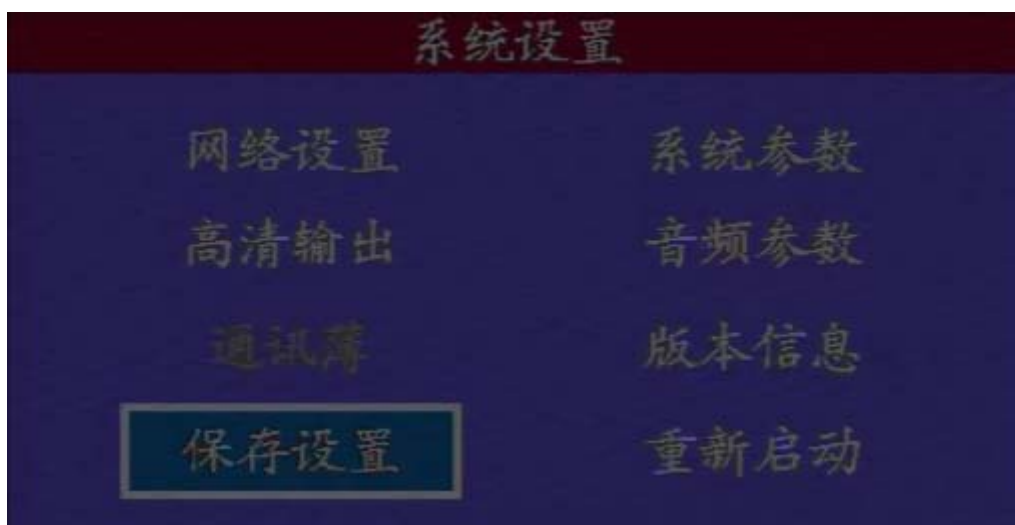 系统设置
网络设置 系统参数
高清输出 音频参数
通讯薄 版本信息
保存设置 重新启动